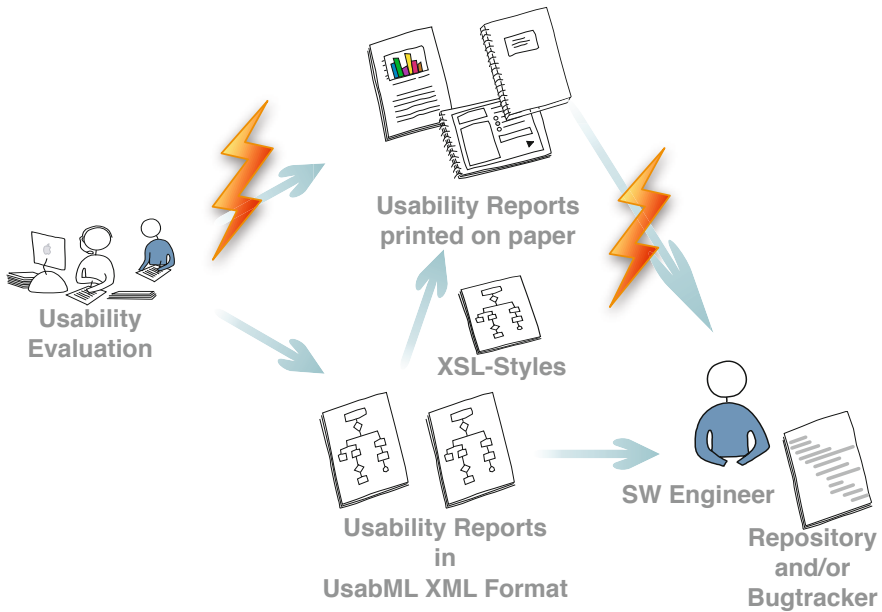 Usability Reports
printed on paper
Usability
Evaluation
XSL-Styles
SW Engineer
Usability Reports
in
UsabML XML Format
Repository
and/or
Bugtracker